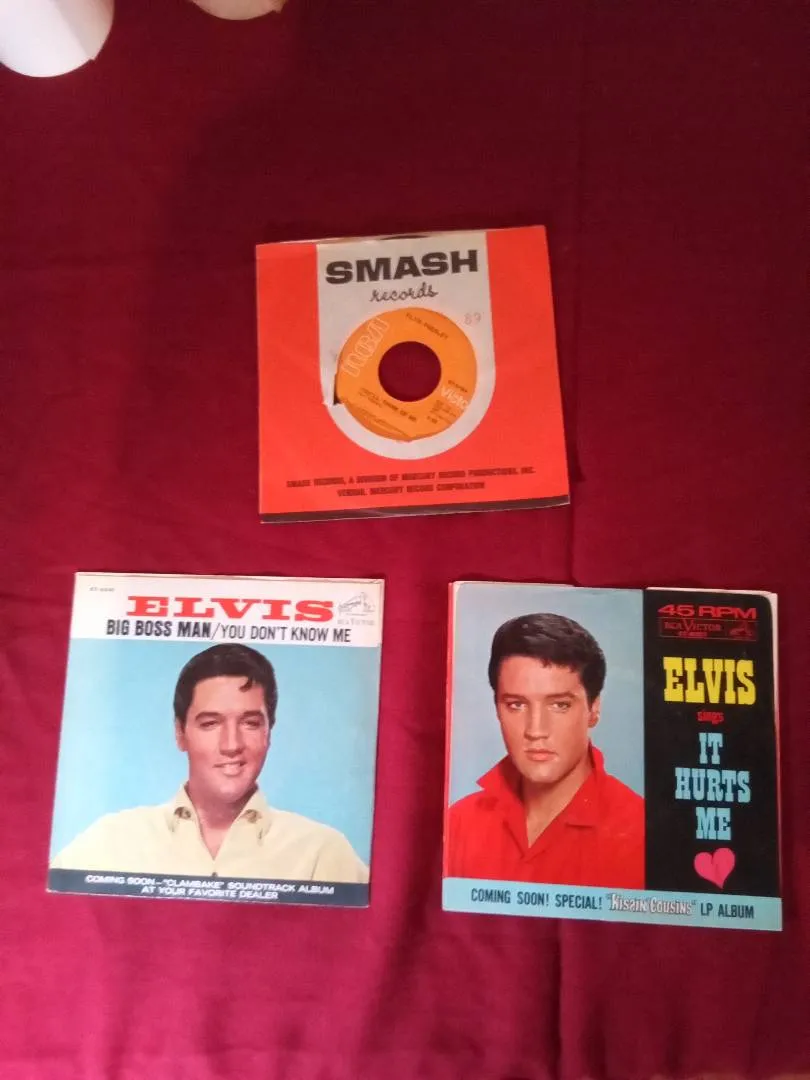 SMASH
records
89
ELVIS PRESLEY
RCA
Victor
SMASH RECORDS, A DIVISION OF MERCURY RECORD PRODUCTIONS, INC.
VENDOR, MERCURY RECORD CORPORATION
ELVIS
RCA VICTOR
BIG BOSS MAN/YOU DON'T KNOW ME
COMING SOON—"CLAMBAKE" SOUNDTRACK ALBUM
AT YOUR FAVORITE DEALER
45 RPM
RCA VICTOR
ELVIS
sings
IT
HURTS
ME
COMING SOON! SPECIAL! "Kissin' Cousins" LP ALBUM